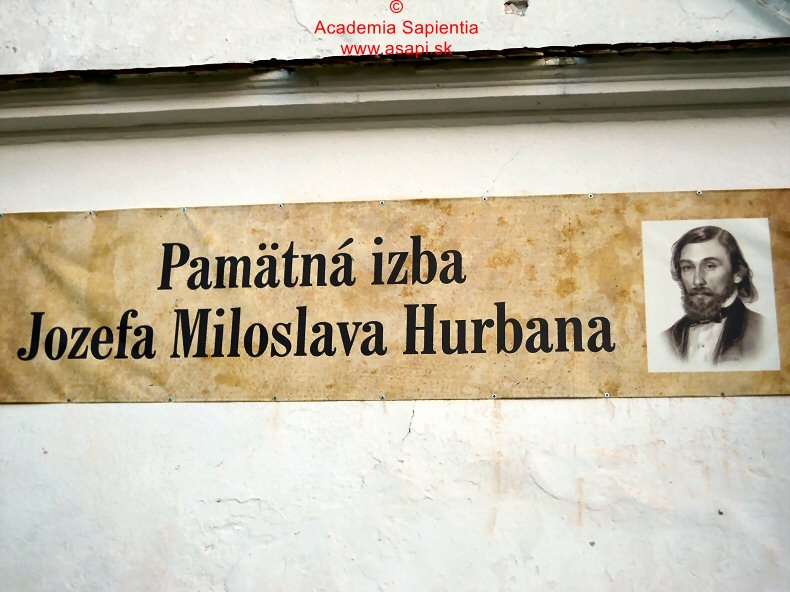 ©
Academia Sapientia
www.asapi.sk
Pamätná izba
Jozefa Miloslava Hurbana